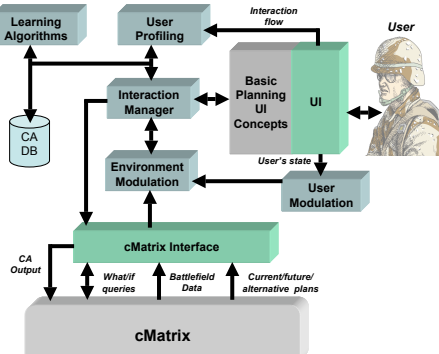 Learning
Algorithms
User
Profiling
Interaction
flow
User
Interaction
Manager
Basic
Planning
UI
Concepts
UI
CA
DB
User's state
Environment
Modulation
User
Modulation
cMatrix Interface
CA
Output
What/if
queries
Battlefield
Data
Current/future/
alternative plans
cMatrix